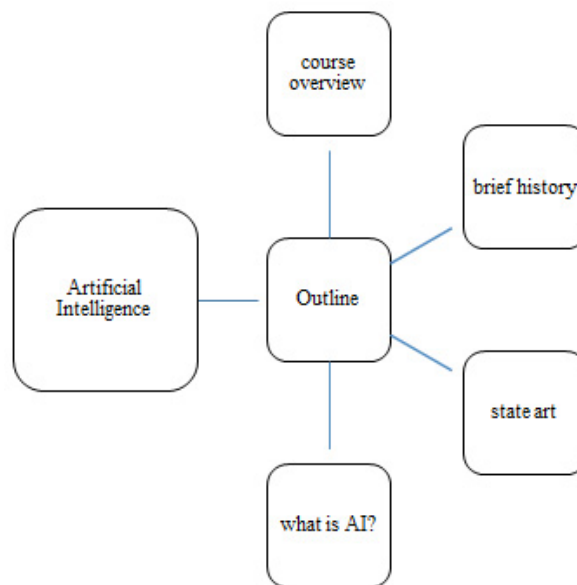 course
overview
brief history
Artificial
Intelligence
Outline
state art
what is AI?